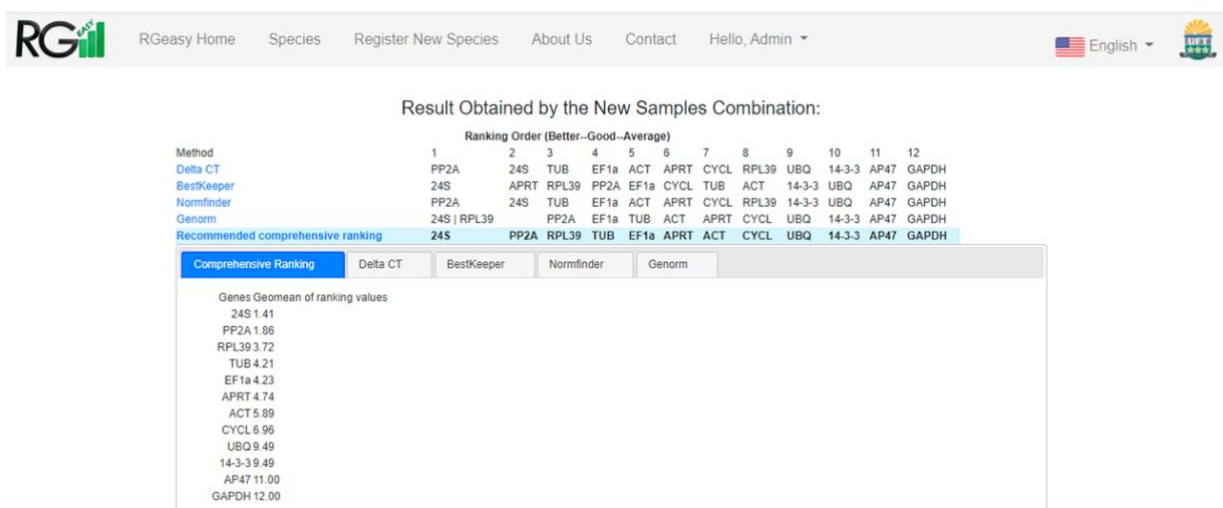 RG EASY RGeasy Home Species Register New Species About Us Contact Hello, Admin English UFT
Result Obtained by the New Samples Combination:
Ranking Order (Better--Good--Average)
Method 1 2 3 4 5 6 7 8 9 10 11 12
Delta CT PP2A 24S TUB EF1a ACT APRT CYCL RPL39 UBQ 14-3-3 AP47 GAPDH
BestKeeper 24S APRT RPL39 PP2A EF1a CYCL TUB ACT 14-3-3 UBQ AP47 GAPDH
Normfinder PP2A 24S TUB EF1a ACT APRT CYCL RPL39 14-3-3 UBQ AP47 GAPDH
Genorm 24S | RPL39 PP2A EF1a TUB ACT APRT CYCL UBQ 14-3-3 AP47 GAPDH
Recommended comprehensive ranking 24S PP2A RPL39 TUB EF1a APRT ACT CYCL UBQ 14-3-3 AP47 GAPDH
Comprehensive Ranking Delta CT BestKeeper Normfinder Genorm
Genes Geomean of ranking values
24S 1.41
PP2A 1.86
RPL39 3.72
TUB 4.21
EF1a 4.23
APRT 4.74
ACT 5.89
CYCL 6.96
UBQ 9.49
14-3-3 9.49
AP47 11.00
GAPDH 12.00